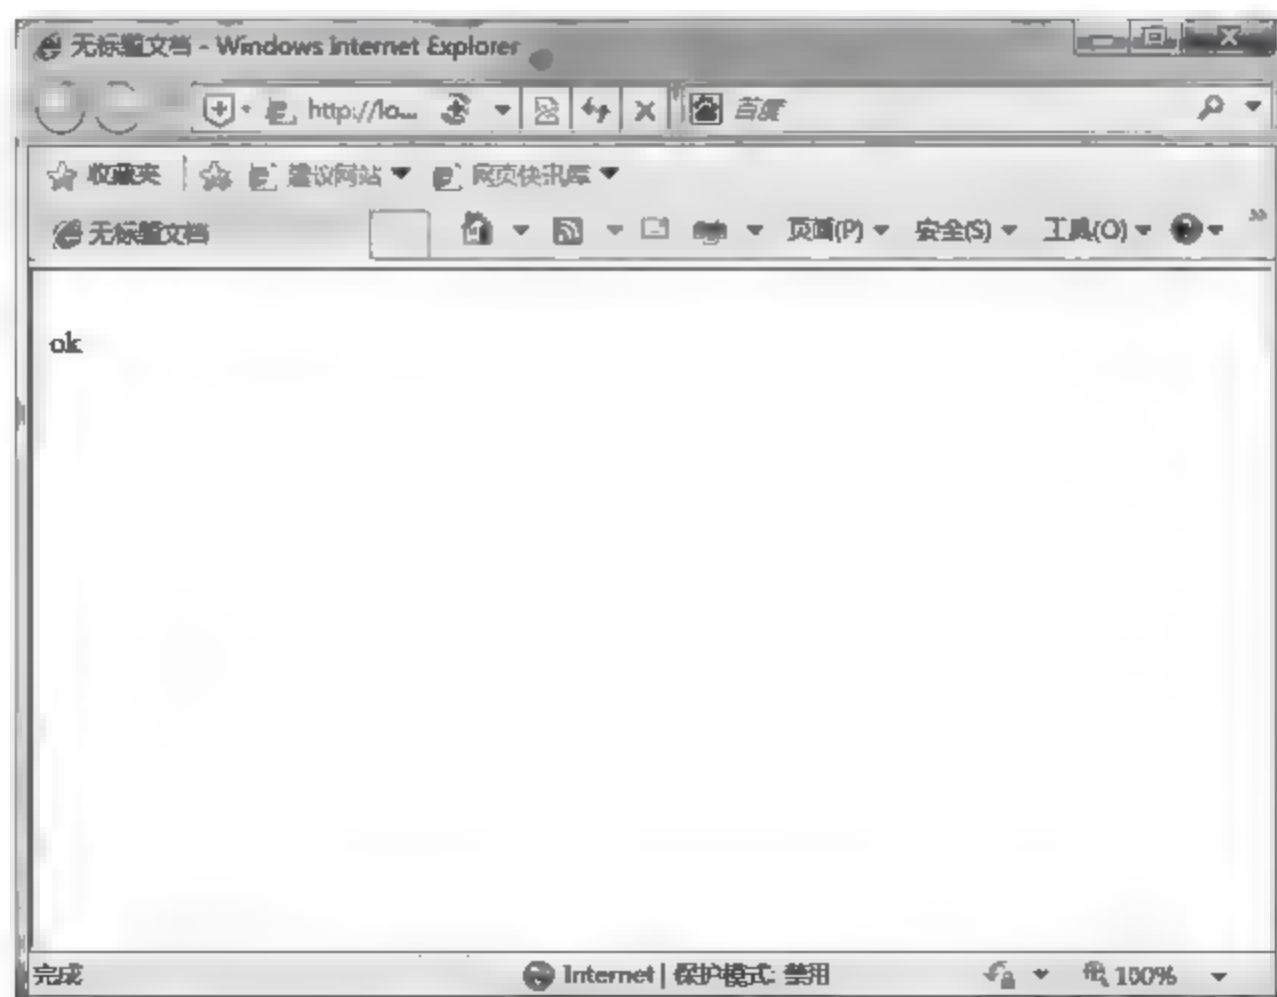 无标题文档 - Windows Internet Explorer
http://lo... 百度
收藏夹 建议网站 网页快讯库
无标题文档 页面(P) 安全(S) 工具(O) »
ok
完成 Internet | 保护模式: 禁用 100%